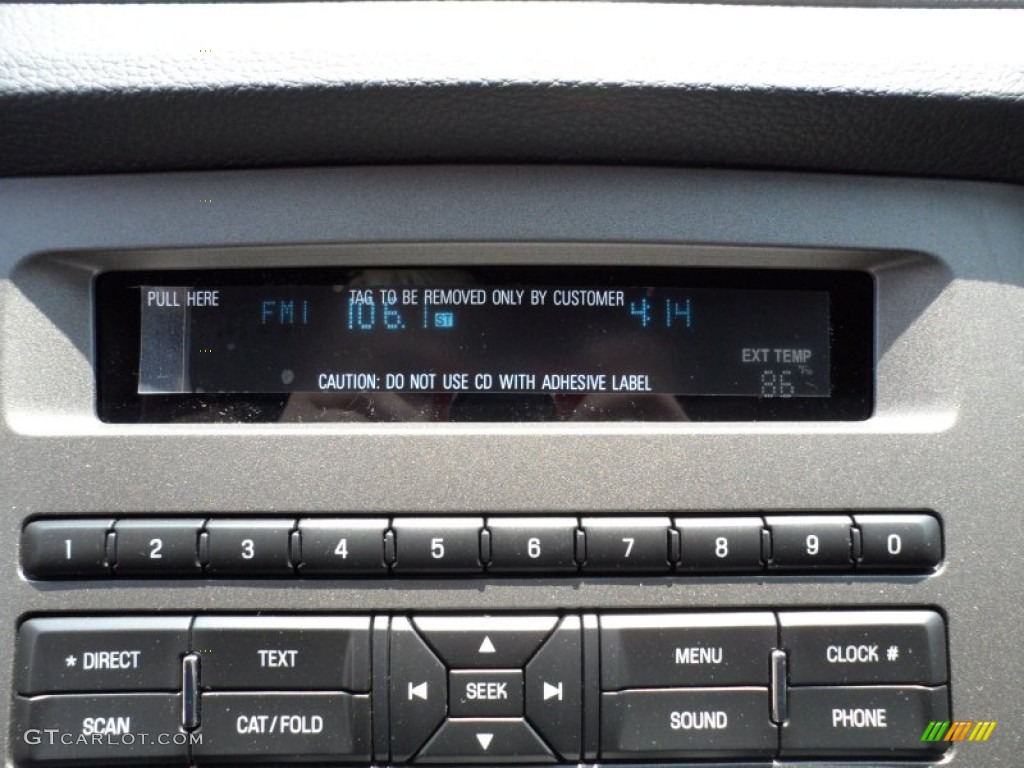 PULL HERE TAG TO BE REMOVED ONLY BY CUSTOMER
FM1 106.1 ST 4:14
EXT TEMP
CAUTION: DO NOT USE CD WITH ADHESIVE LABEL
86 °F
1 2 3 4 5 6 7 8 9 0
* DIRECT TEXT MENU CLOCK #
SEEK
SCAN CAT/FOLD SOUND PHONE
GTCARLOT.COM